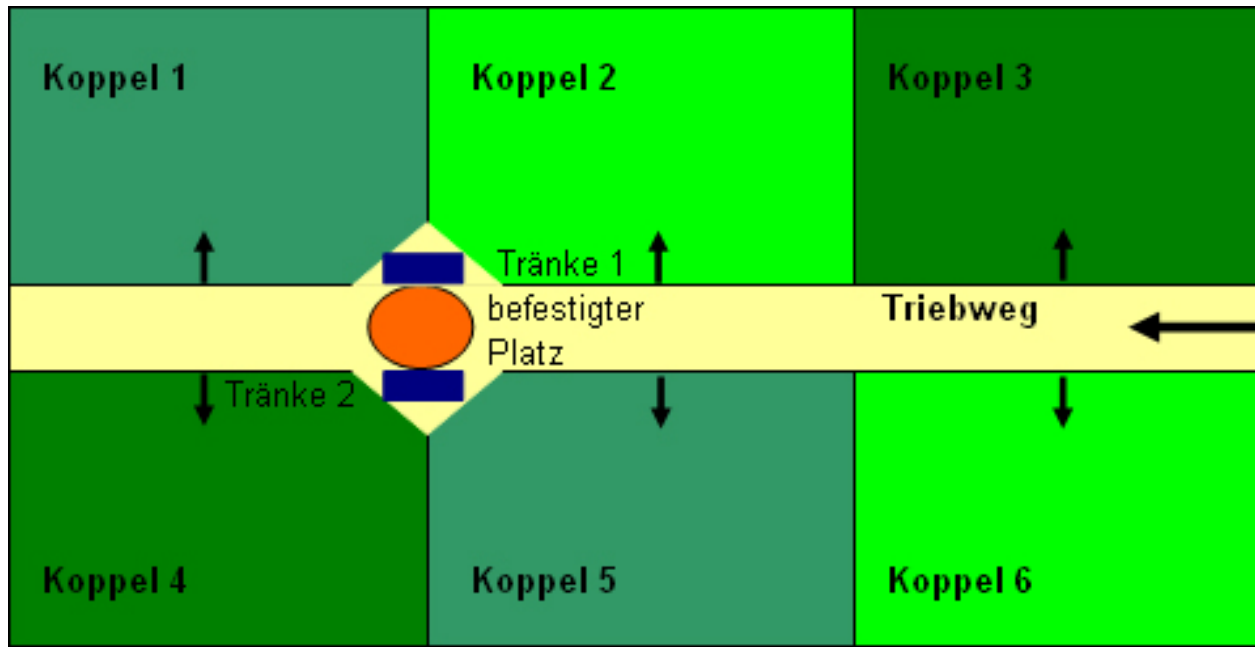 Koppel 1
Koppel 2
Koppel 3
Tränke 1
befestigter
Platz
Triebweg
Tränke 2
Koppel 4
Koppel 5
Koppel 6